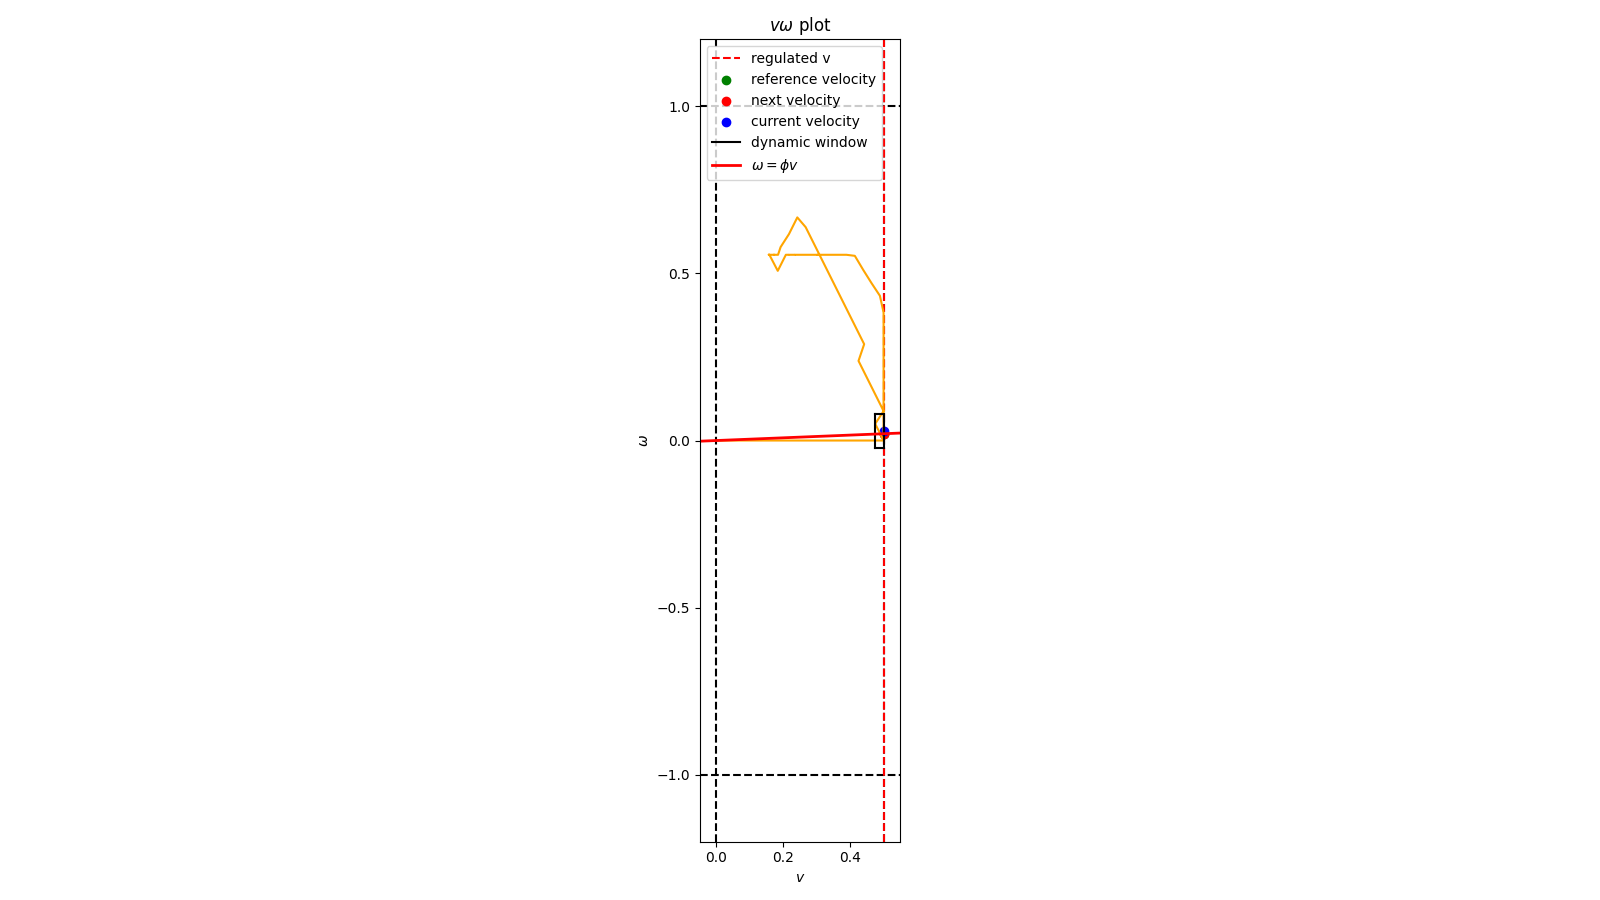 vω plot
regulated v
reference velocity
next velocity
current velocity
dynamic window
ω = ϕv
1.0
0.5
0.0
−0.5
−1.0
ω
0.0 0.2 0.4
v